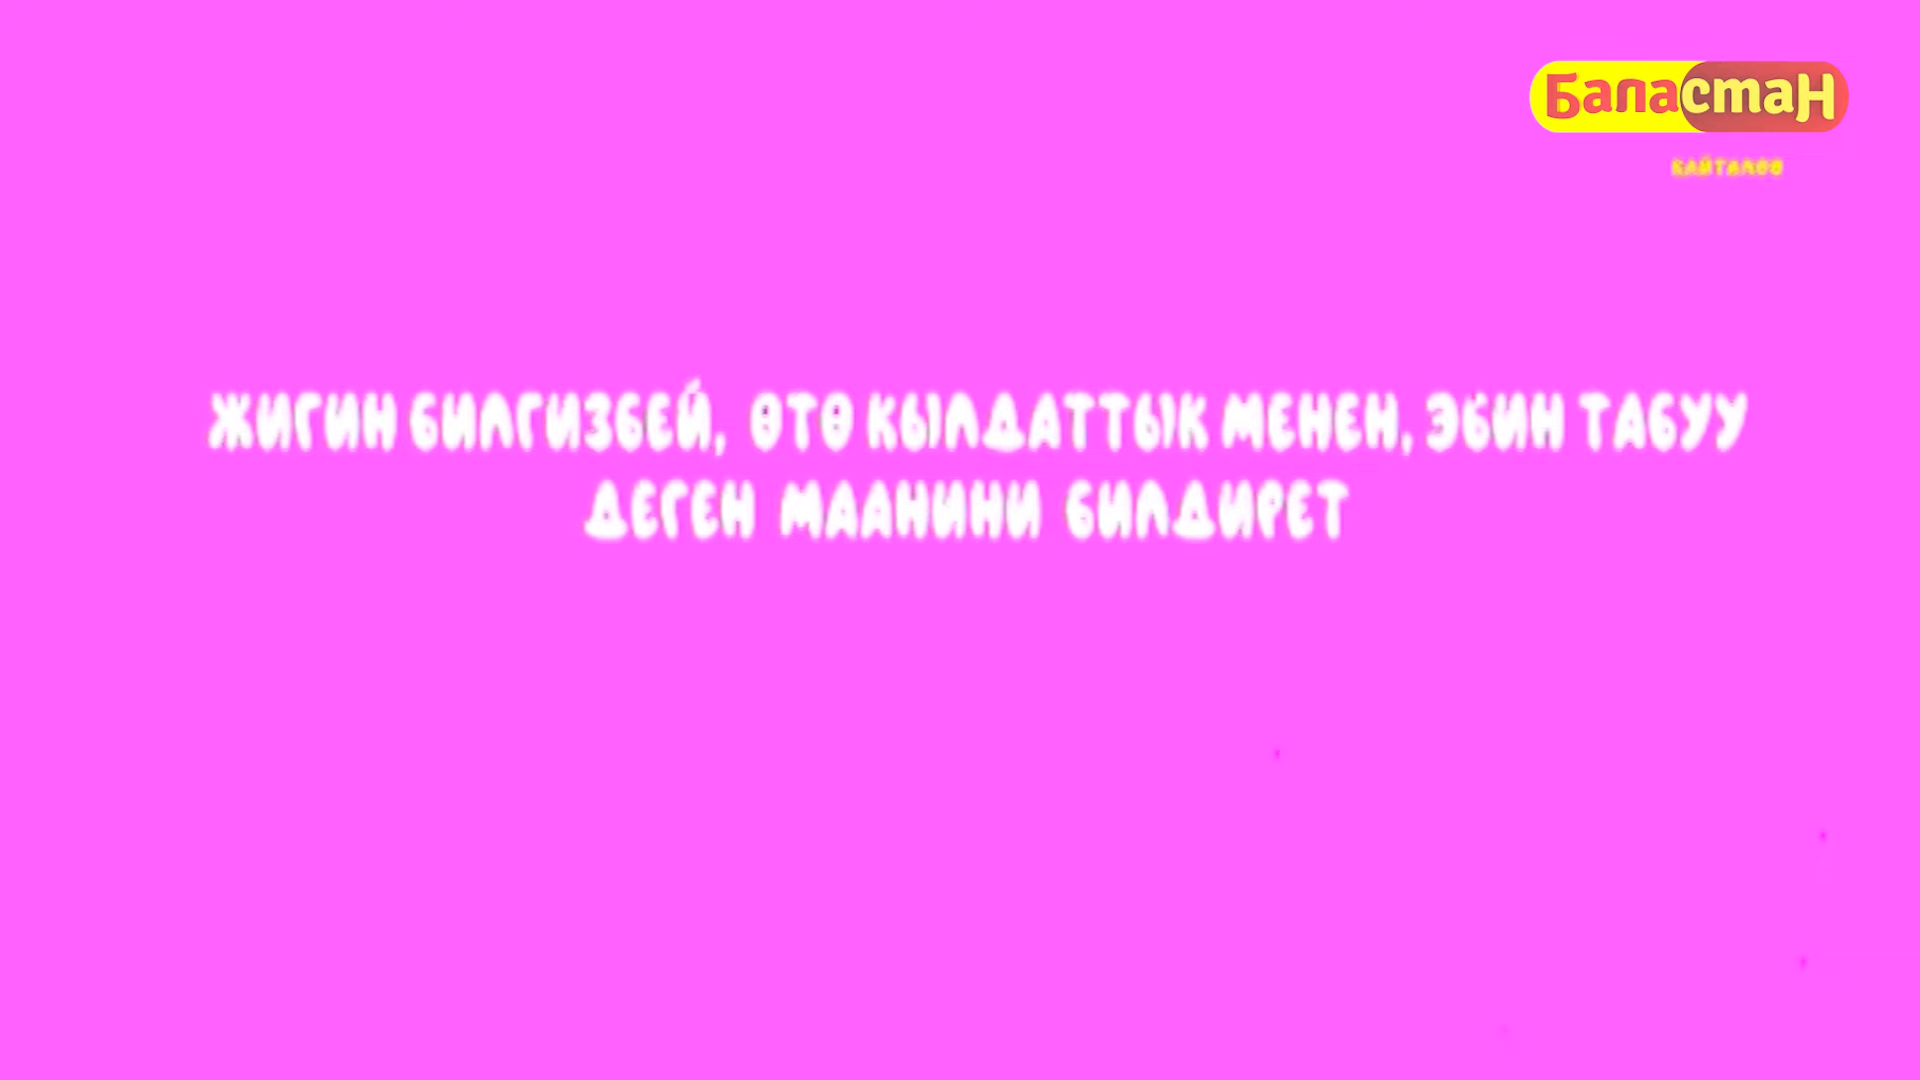 Баластан
КАЙТАЛОО
ЖИГИН БИЛГИЗБЕЙ, ӨТӨ КЫЛДАТТЫК МЕНЕН, ЭБИН ТАБУУ
ДЕГЕН МААНИНИ БИЛДИРЕТ